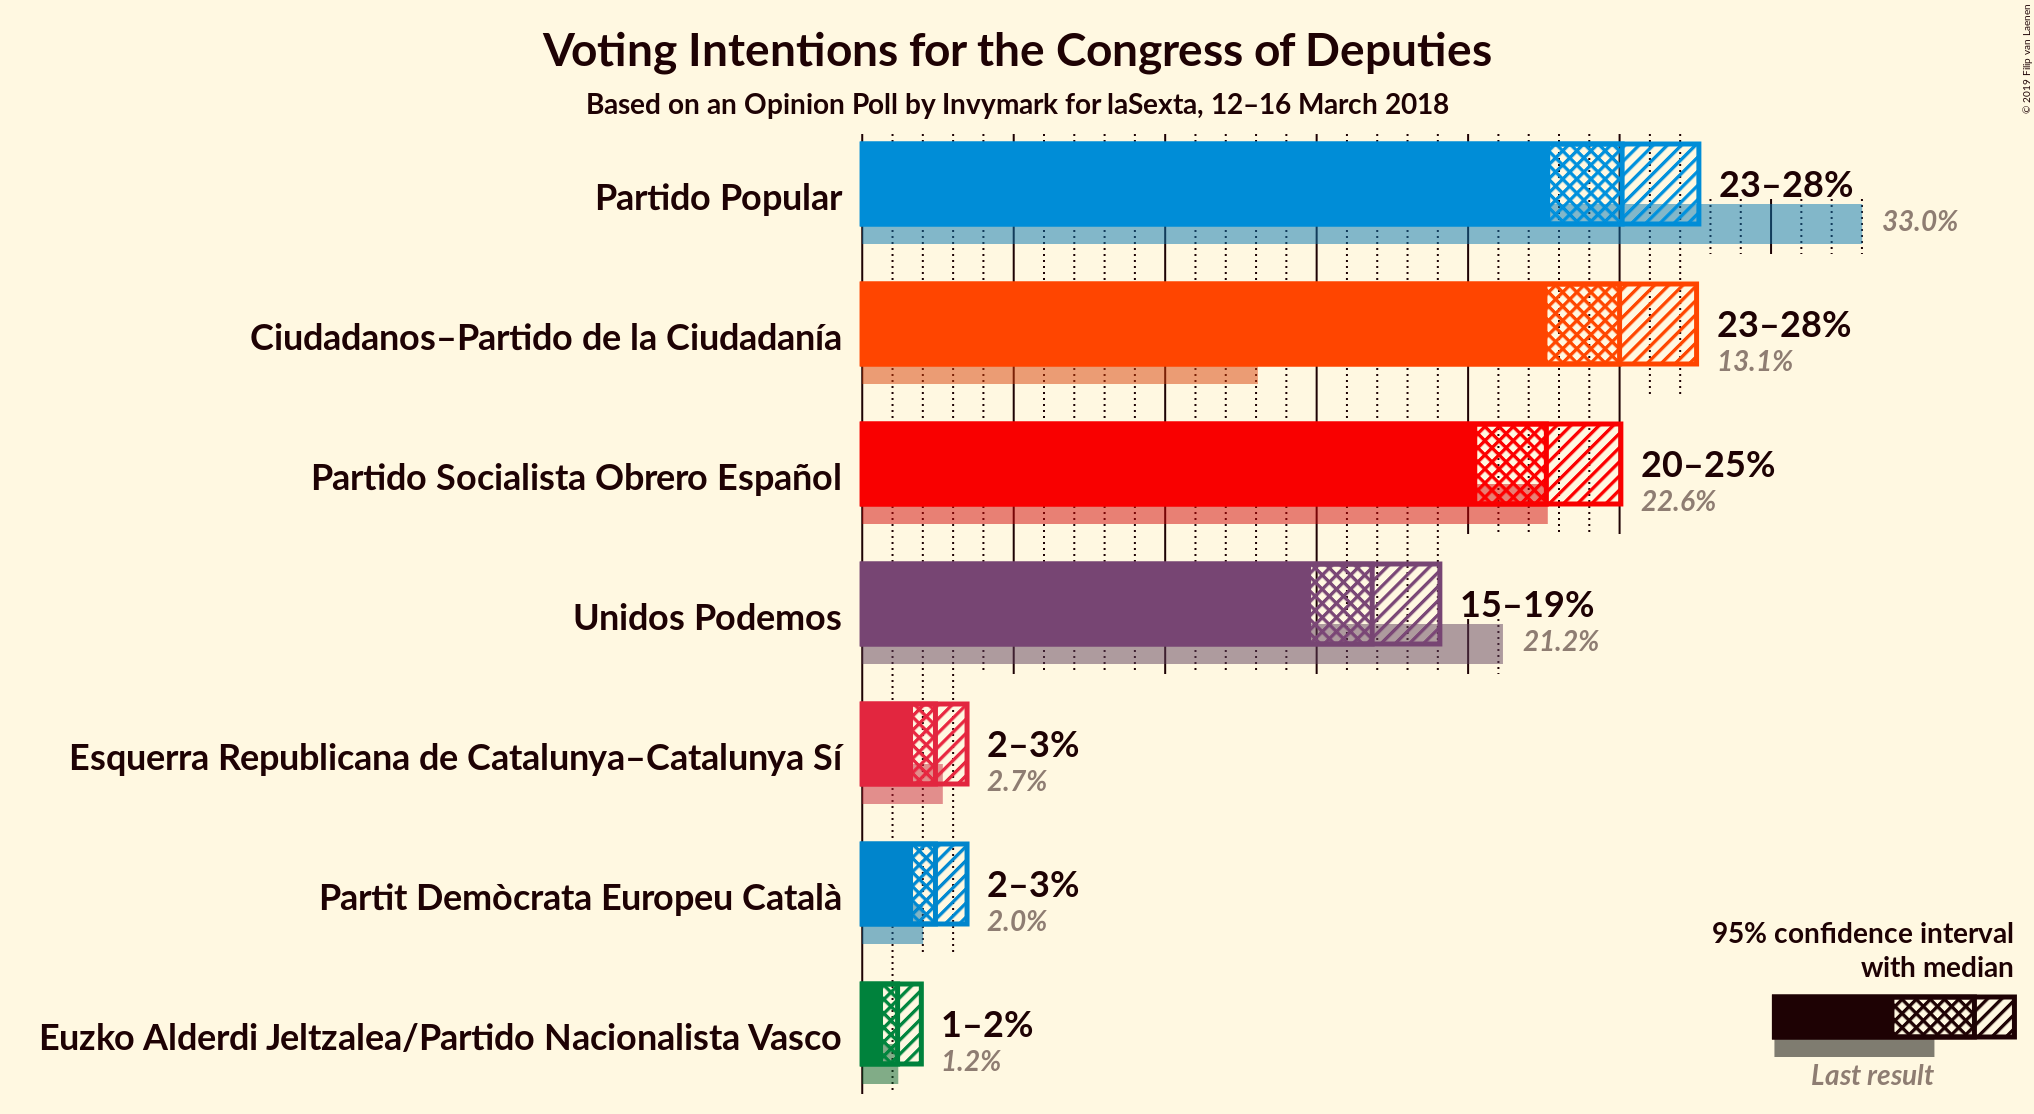 Voting Intentions for the Congress of Deputies
Based on an Opinion Poll by Invymark for laSexta, 12–16 March 2018
© 2019 Filip van Laenen
Partido Popular
23–28%
33.0%
Ciudadanos–Partido de la Ciudadanía
23–28%
13.1%
Partido Socialista Obrero Español
20–25%
22.6%
Unidos Podemos
15–19%
21.2%
Esquerra Republicana de Catalunya–Catalunya Sí
2–3%
2.7%
Partit Demòcrata Europeu Català
2–3%
2.0%
Euzko Alderdi Jeltzalea/Partido Nacionalista Vasco
1–2%
1.2%
95% confidence interval
with median
Last result